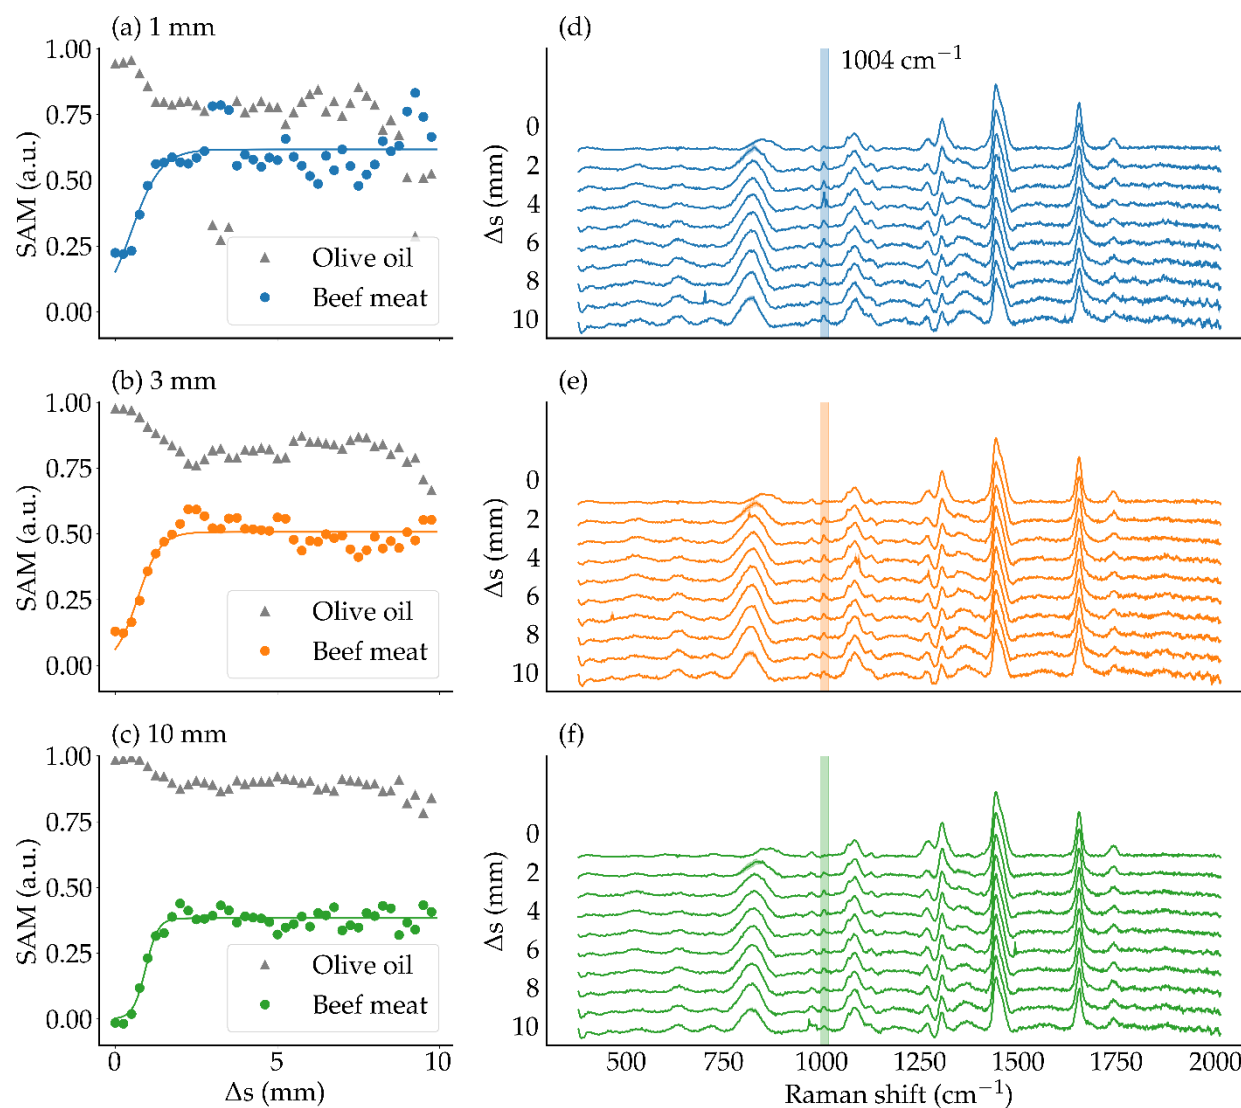 (a) 1 mm
1.00
0.75
0.50
0.25
0.00
SAM (a.u.)
Olive oil
Beef meat
(d)
1004 cm⁻¹
0
2
4
6
8
10
Δs (mm)
(b) 3 mm
1.00
0.75
0.50
0.25
0.00
SAM (a.u.)
Olive oil
Beef meat
(e)
0
2
4
6
8
10
Δs (mm)
(c) 10 mm
1.00
0.75
0.50
0.25
0.00
SAM (a.u.)
Olive oil
Beef meat
0 5 10
Δs (mm)
(f)
0
2
4
6
8
10
Δs (mm)
500 750 1000 1250 1500 1750 2000
Raman shift (cm⁻¹)